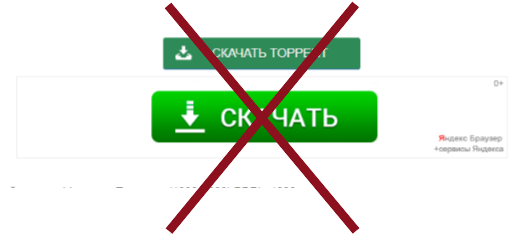 СКАЧАТЬ ТОРРЕНТ
0+
СКАЧАТЬ
Яндекс Браузер
+сервисы Яндекса